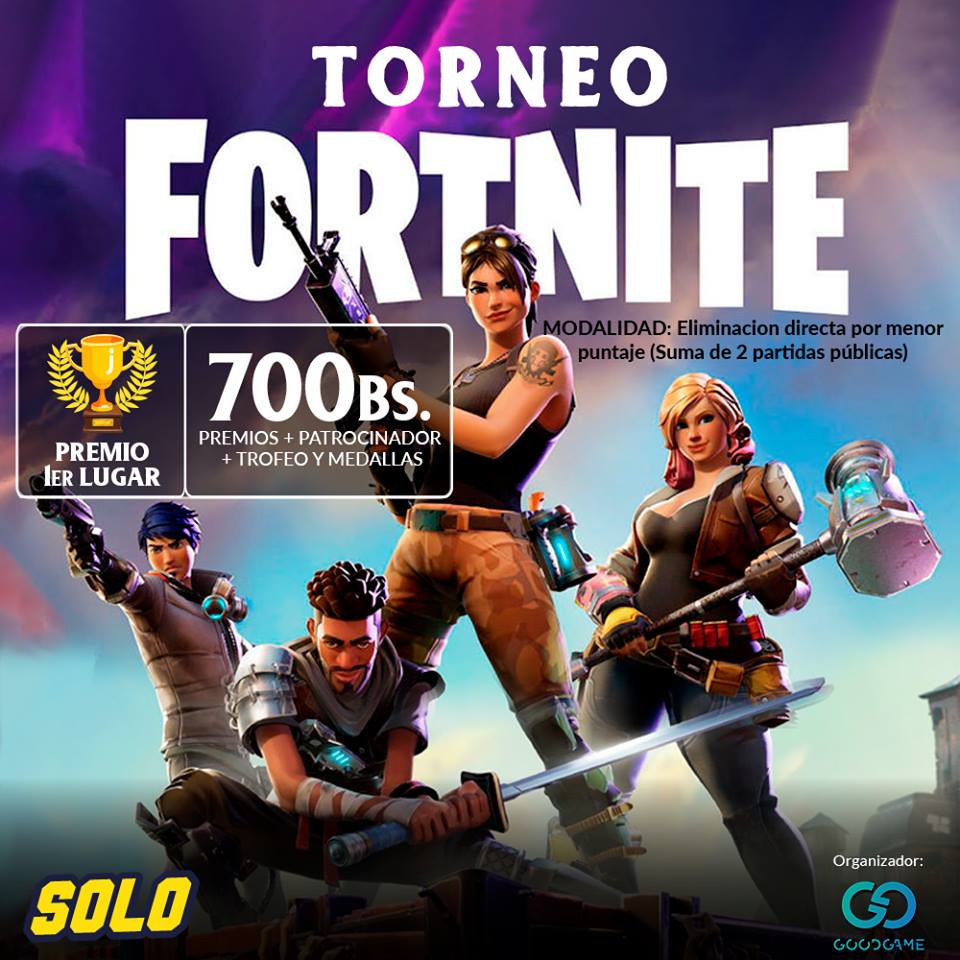 TORNEO
FORTNITE
MODALIDAD: Eliminacion directa por menor
puntaje (Suma de 2 partidas públicas)
j
PREMIO
1ER LUGAR
700BS.
PREMIOS + PATROCINADOR
+ TROFEO Y MEDALLAS
SOLO
Organizador:
GOODGAME